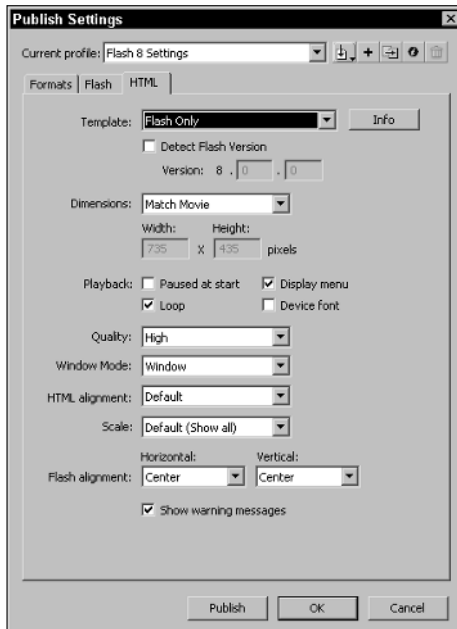 Publish Settings
Current profile: Flash 8 Settings
Formats Flash HTML
Template: Flash Only Info
Detect Flash Version
Version: 8 . 0 . 0
Dimensions: Match Movie
Width: Height:
735 X 435 pixels
Playback: Paused at start Display menu
Loop Device font
Quality: High
Window Mode: Window
HTML alignment: Default
Scale: Default (Show all)
Horizontal: Vertical:
Flash alignment: Center Center
Show warning messages
Publish OK Cancel